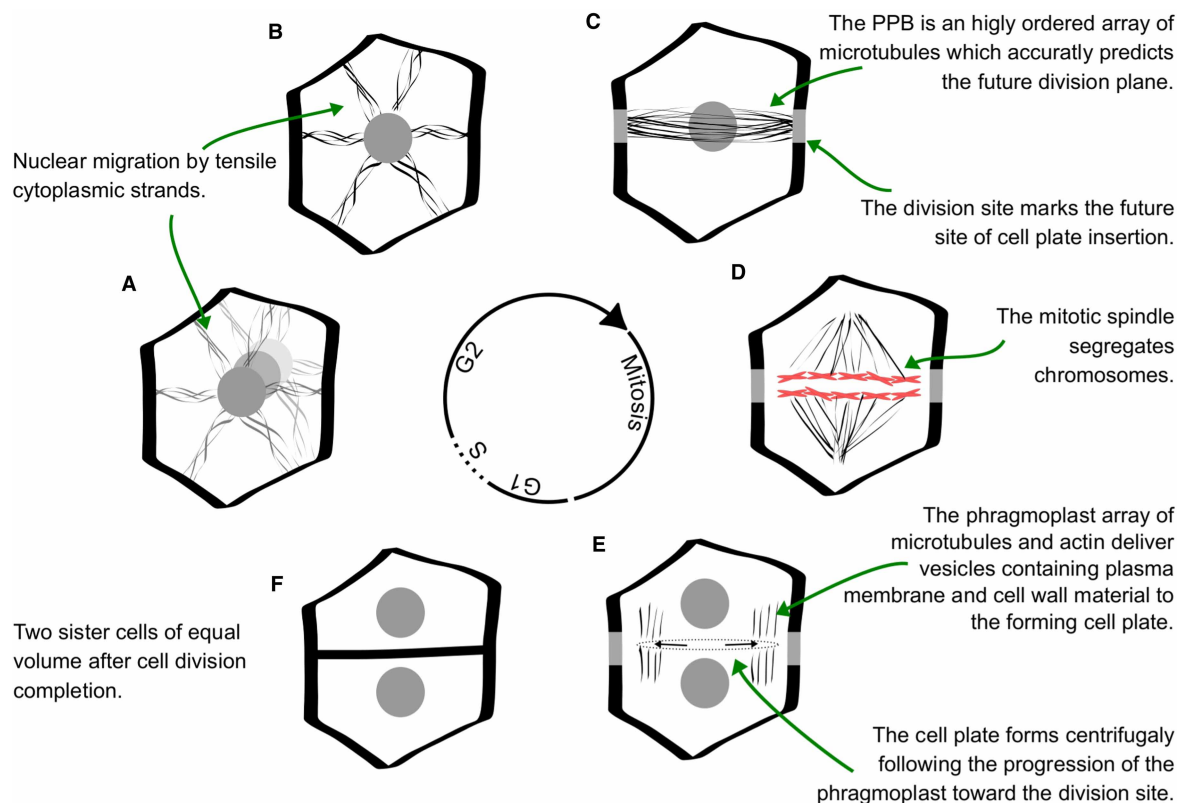 B
C
The PPB is an higly ordered array of
microtubules which accuratly predicts
the future division plane.
Nuclear migration by tensile
cytoplasmic strands.
The division site marks the future
site of cell plate insertion.
A
D
The mitotic spindle
segregates
chromosomes.
G2
Mitosis
S
G1
The phragmoplast array of
microtubules and actin deliver
vesicles containing plasma
membrane and cell wall material to
the forming cell plate.
E
F
Two sister cells of equal
volume after cell division
completion.
The cell plate forms centrifugaly
following the progression of the
phragmoplast toward the division site.